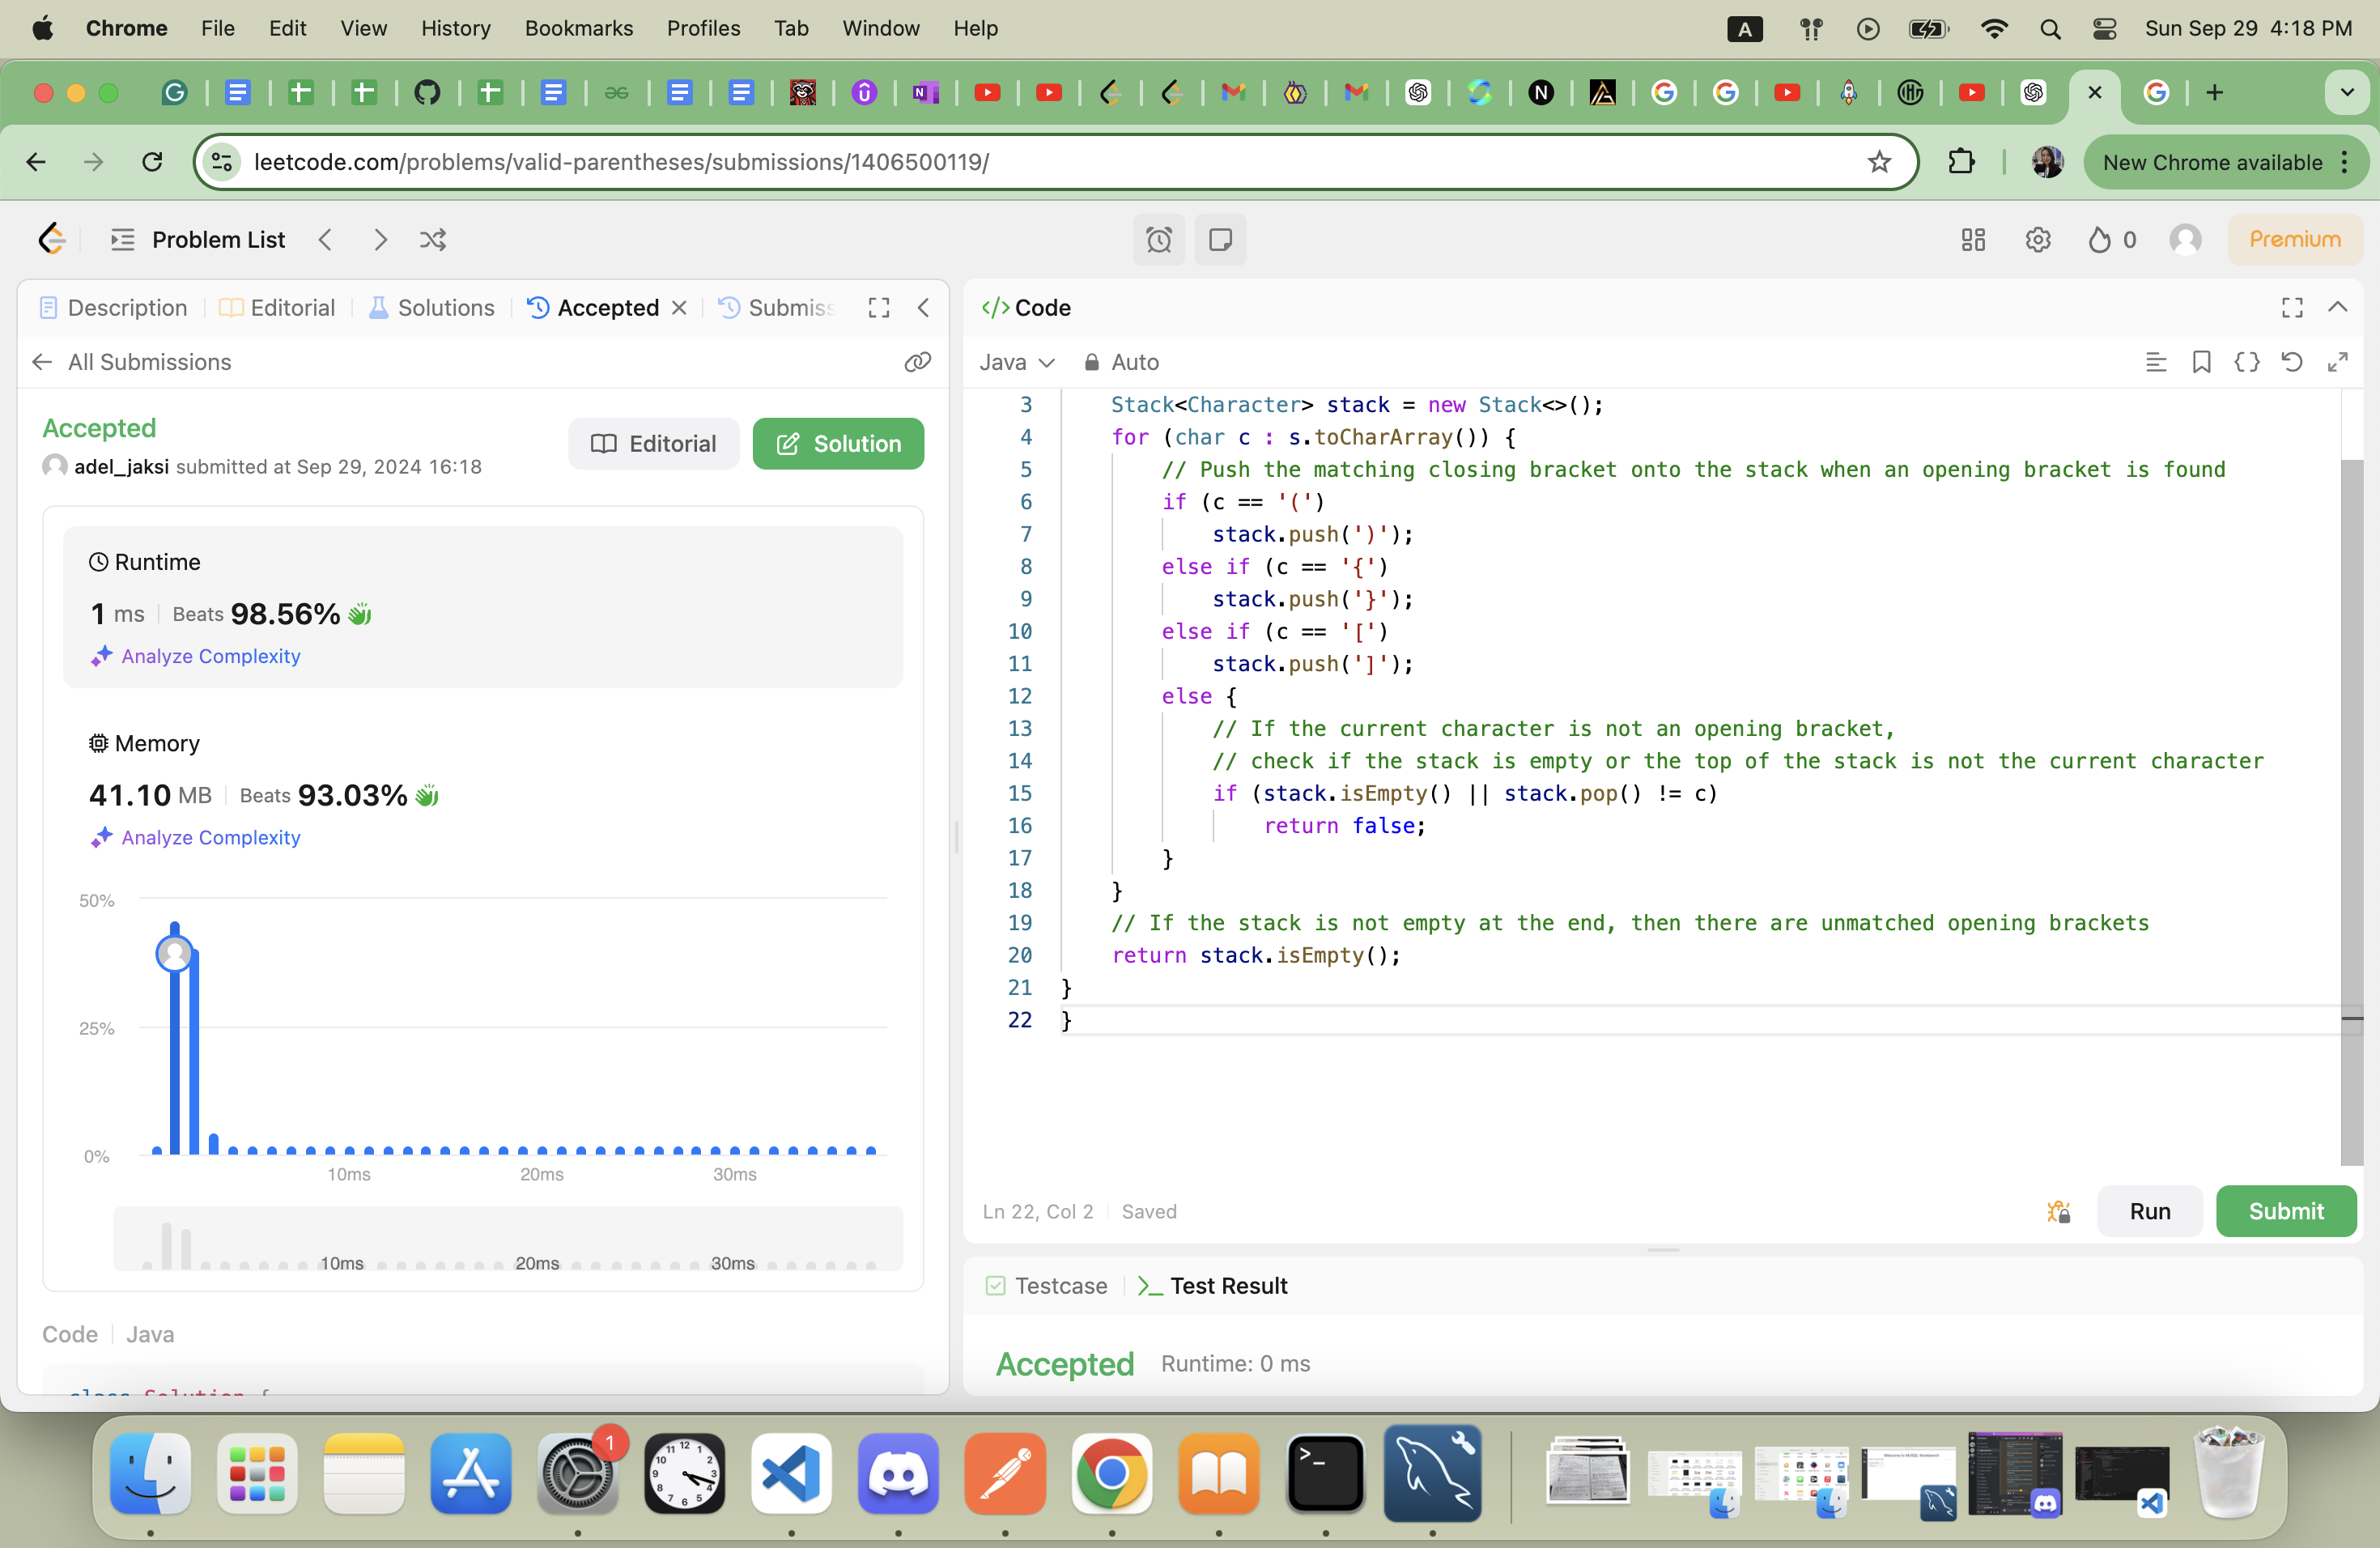 Chrome File Edit View History Bookmarks Profiles Tab Window Help A Sun Sep 29 4:18 PM
leetcode.com/problems/valid-parentheses/submissions/1406500119/ New Chrome available
Problem List 0 Premium
Description Editorial Solutions Accepted Submiss
All Submissions
Accepted
adel_jaksi submitted at Sep 29, 2024 16:18
Editorial Solution
Runtime
1 ms Beats 98.56%
Analyze Complexity
Memory
41.10 MB Beats 93.03%
Analyze Complexity
50%
25%
0%
10ms 20ms 30ms
10ms 20ms 30ms
Code Java
class Solution {
</> Code
Java Auto
3 Stack<Character> stack = new Stack<>();
4 for (char c : s.toCharArray()) {
5 // Push the matching closing bracket onto the stack when an opening bracket is found
6 if (c == '(')
7 stack.push(')');
8 else if (c == '{')
9 stack.push('}');
10 else if (c == '[')
11 stack.push(']');
12 else {
13 // If the current character is not an opening bracket,
14 // check if the stack is empty or the top of the stack is not the current character
15 if (stack.isEmpty() || stack.pop() != c)
16 return false;
17 }
18 }
19 // If the stack is not empty at the end, then there are unmatched opening brackets
20 return stack.isEmpty();
21 }
22 }
Ln 22, Col 2 Saved
Run Submit
Testcase Test Result
Accepted Runtime: 0 ms
1